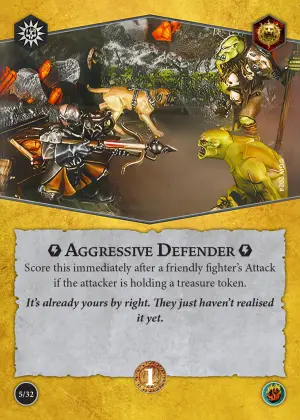 AGGRESSIVE DEFENDER
Score this immediately after a friendly fighter's Attack
if the attacker is holding a treasure token.
It's already yours by right. They just haven't realised
it yet.
5/32
1